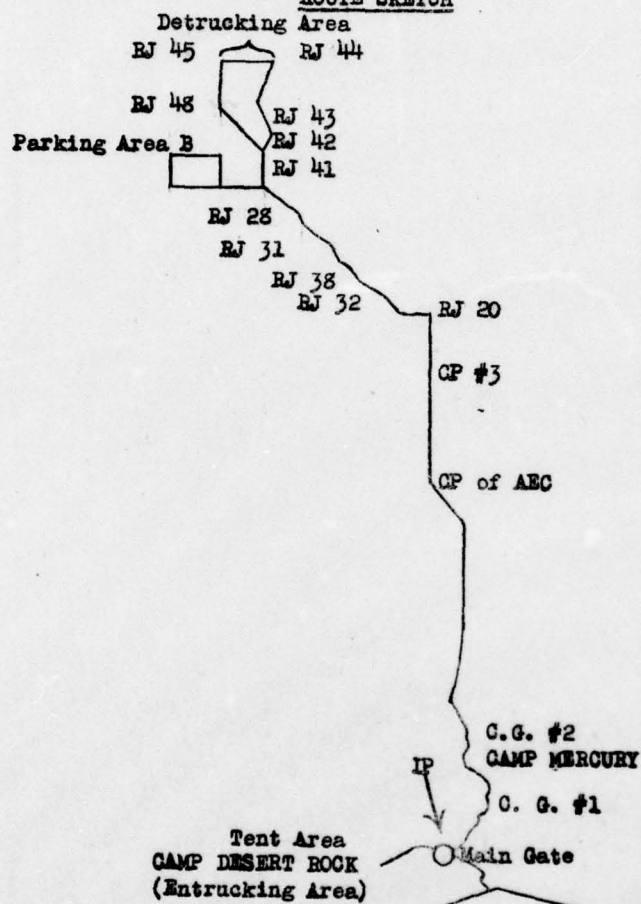 ROUTE SKETCH
Detrucking Area
RJ 45
RJ 44
RJ 48
RJ 43
RJ 42
Parking Area B
RJ 41
RJ 28
RJ 31
RJ 38
RJ 32
RJ 20
CP #3
CP of AEC
C.G. #2
CAMP MERCURY
IP
C. G. #1
Tent Area
CAMP DESERT ROCK
Main Gate
(Entrucking Area)